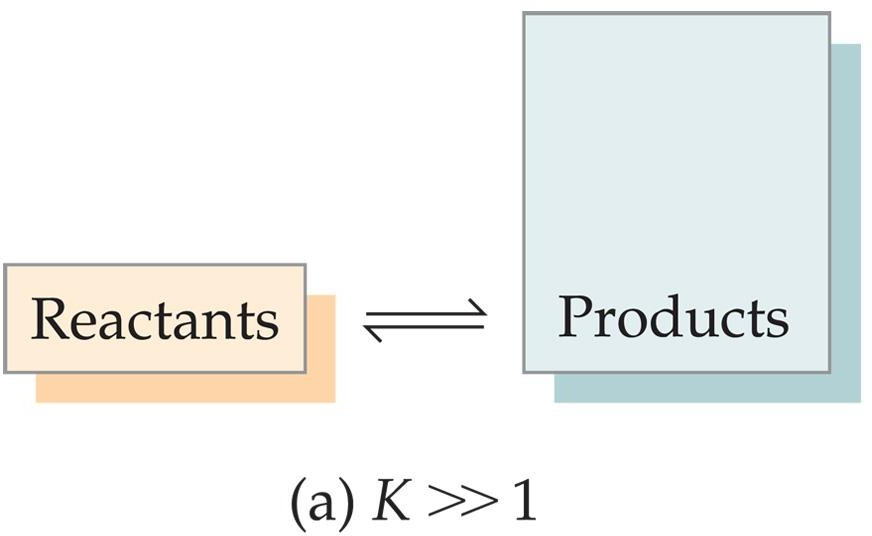 Reactants ⇌ Products
(a) K >> 1